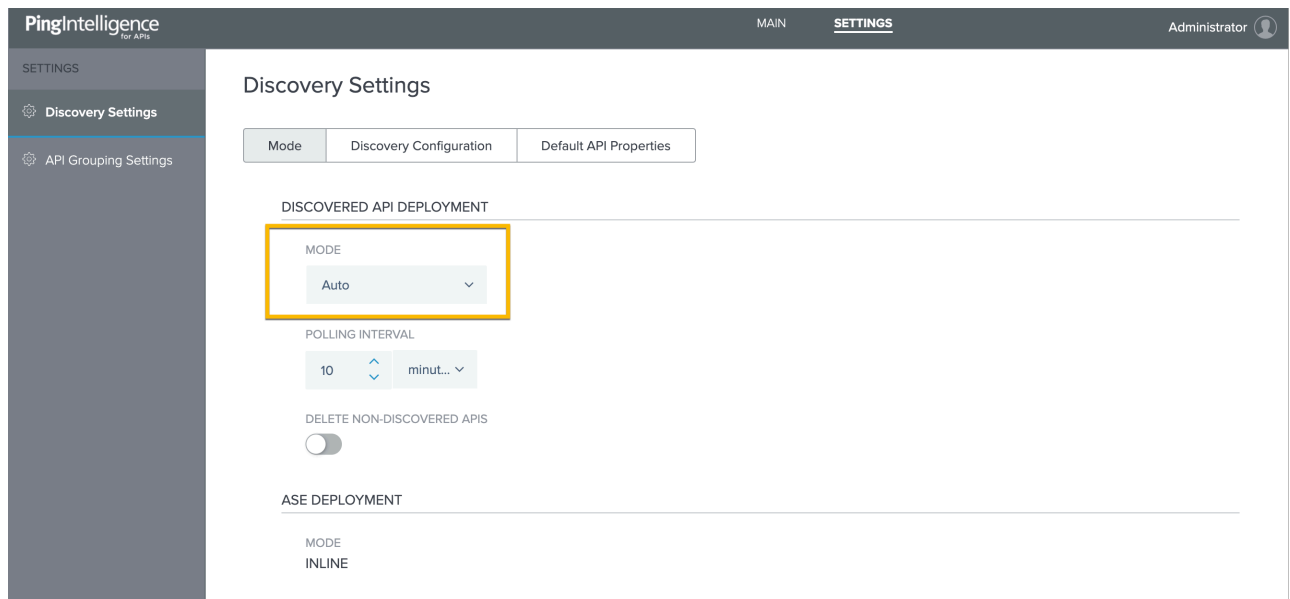 PingIntelligence
for APIs
MAIN
SETTINGS
Administrator
SETTINGS
Discovery Settings
API Grouping Settings
Discovery Settings
Mode
Discovery Configuration
Default API Properties
DISCOVERED API DEPLOYMENT
MODE
Auto
POLLING INTERVAL
10
minut...
DELETE NON-DISCOVERED APIS
ASE DEPLOYMENT
MODE
INLINE